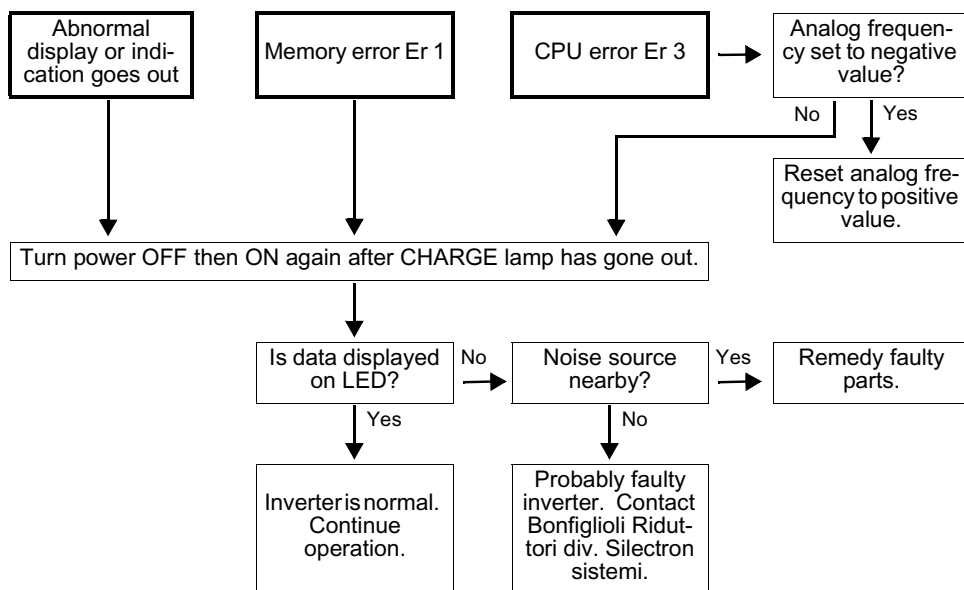 Abnormal
display or indi-
cation goes out
Memory error Er 1
CPU error Er 3
Analog frequen-
cy set to negative
value?
No
Yes
Reset analog fre-
quency to positive
value.
Turn power OFF then ON again after CHARGE lamp has gone out.
Is data displayed
on LED?
No
Noise source
nearby?
Yes
Remedy faulty
parts.
Yes
No
Inverter is normal.
Continue
operation.
Probably faulty
inverter.  Contact
Bonfiglioli Ridut-
tori div. Silectron
sistemi.